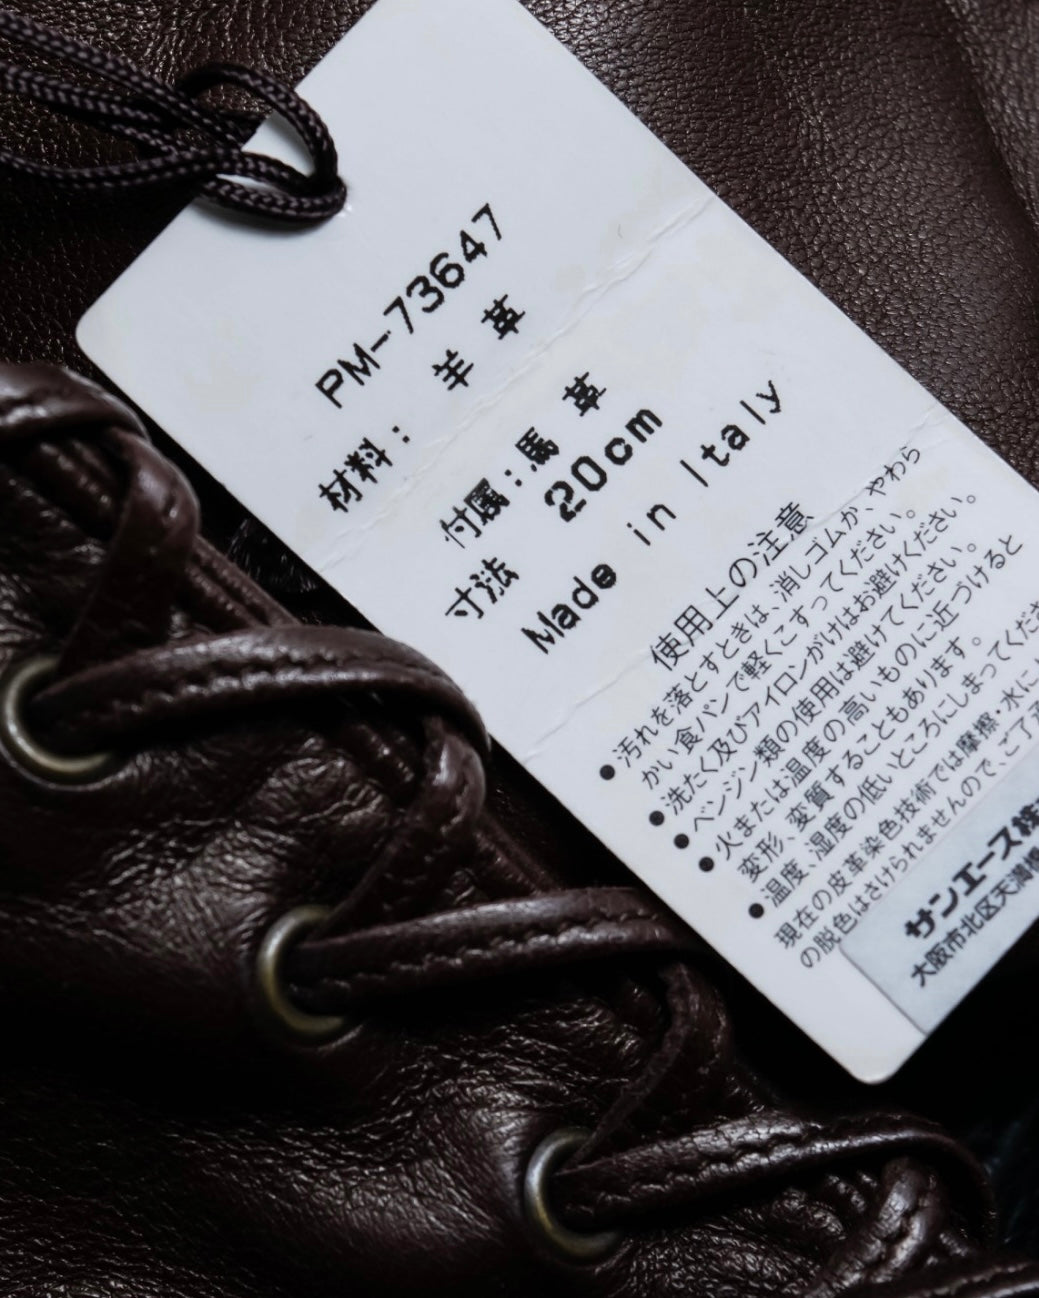 PM-73647
材料: 羊革
付属:馬革
寸法 20cm
Made in Italy
使用上の注意
●汚れを落とすときは、消しゴムか、やわら
かい食パンで軽くこすってください。
●洗たく及びアイロンがけはお避けください。
●ベンジン類の使用は避けてください。
●火または温度の高いものに近づけると
変形、変質することもあります。
●温度、湿度の低いところにしまってくださ
現在の皮革染色技術では摩擦・水に
の脱色はさけられませんので、ご了
サンエース株
大阪市北区天満